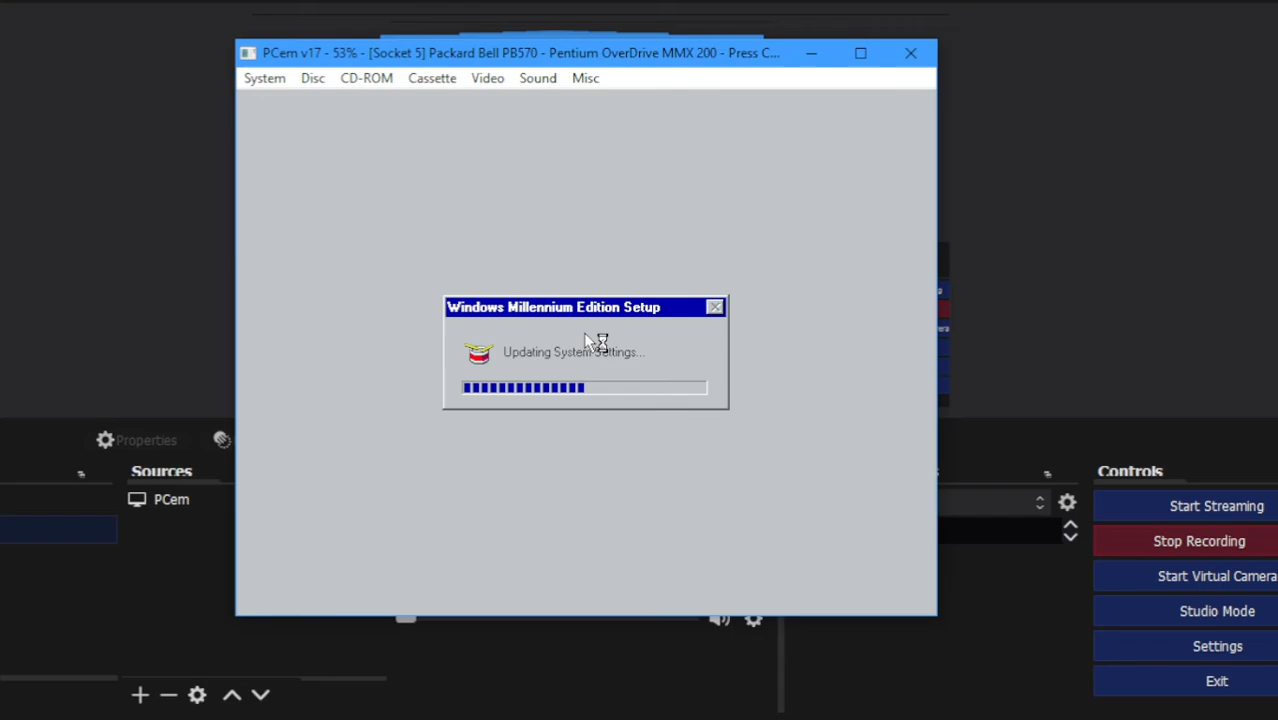 PCem v17 - 53% - [Socket 5] Packard Bell PB570 - Pentium OverDrive MMX 200 - Press C...
System Disc CD-ROM Cassette Video Sound Misc
Windows Millennium Edition Setup
Updating System Settings...
Properties
Sources
Controls
PCem
Start Streaming
Stop Recording
Start Virtual Camera
Studio Mode
Settings
Exit